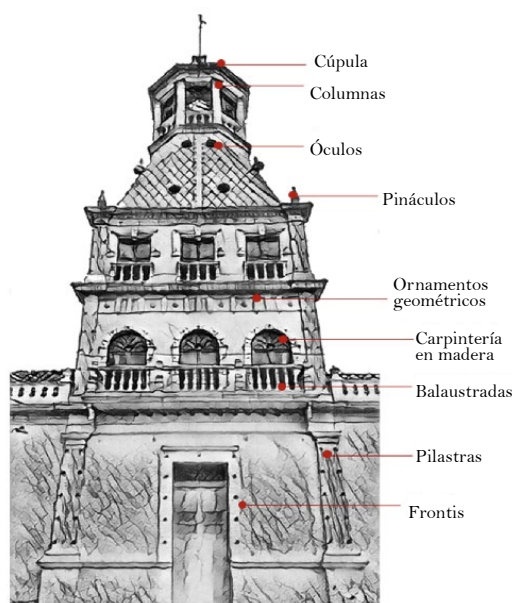 Cúpula
Columnas
Óculos
Pináculos
Ornamentos
geométricos
Carpintería
en madera
Balaustradas
Pilastras
Frontis